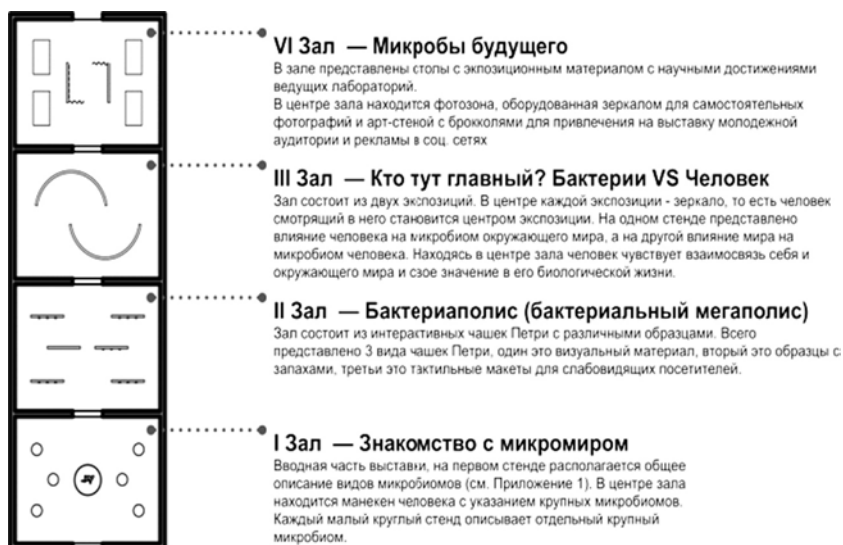 VI Зал — Микробы будущего
В зале представлены столы с экпозиционным материалом с научными достижениями
ведущих лабораторий.
В центре зала находится фотозона, оборудованная зеркалом для самостоятельных
фотографий и арт-стеной с брокколями для привлечения на выставку молодежной
аудитории и рекламы в соц. сетях
III Зал — Кто тут главный? Бактерии VS Человек
Зал состоит из двух экспозиций. В центре каждой экспозиции - зеркало, то есть человек
смотрящий в него становится центром экспозиции. На одном стенде представлено
влияние человека на микробиом окружающего мира, а на другой влияние мира на
микробиом человека. Находясь в центре зала человек чувствует взаимосвязь себя и
окружающего мира и свое значение в его биологической жизни.
II Зал — Бактериаполис (бактериальный мегаполис)
Зал состоит из интерактивных чашек Петри с различными образцами. Всего
представлено 3 вида чашек Петри, один это визуальный материал, вторый это образцы с
запахами, третьи это тактильные макеты для слабовидящих посетителей.
I Зал — Знакомство с микромиром
Вводная часть выставки, на первом стенде располагается общее
описание видов микробиомов (см. Приложение 1). В центре зала
находится манекен человека с указанием крупных микробиомов.
Каждый малый круглый стенд описывает отдельный крупный
микробиом.